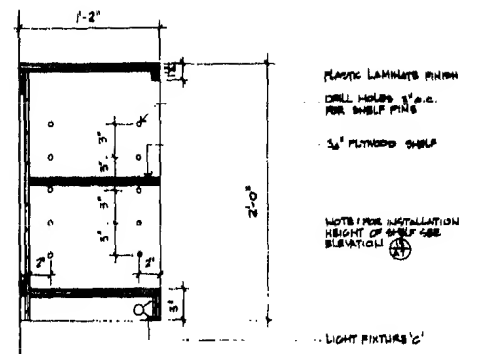 1'-2"
PLASTIC LAMINATE FINISH
DRILL HOLES 3" o.c.
FOR SHELF PINS
3/4" PLYWOOD SHELF
3"
3"
3"
3"
2'-0"
NOTE: FOR INSTALLATION
HEIGHT OF SHELF SEE
ELEVATION
2"
2"
3"
LIGHT FIXTURE 'C'